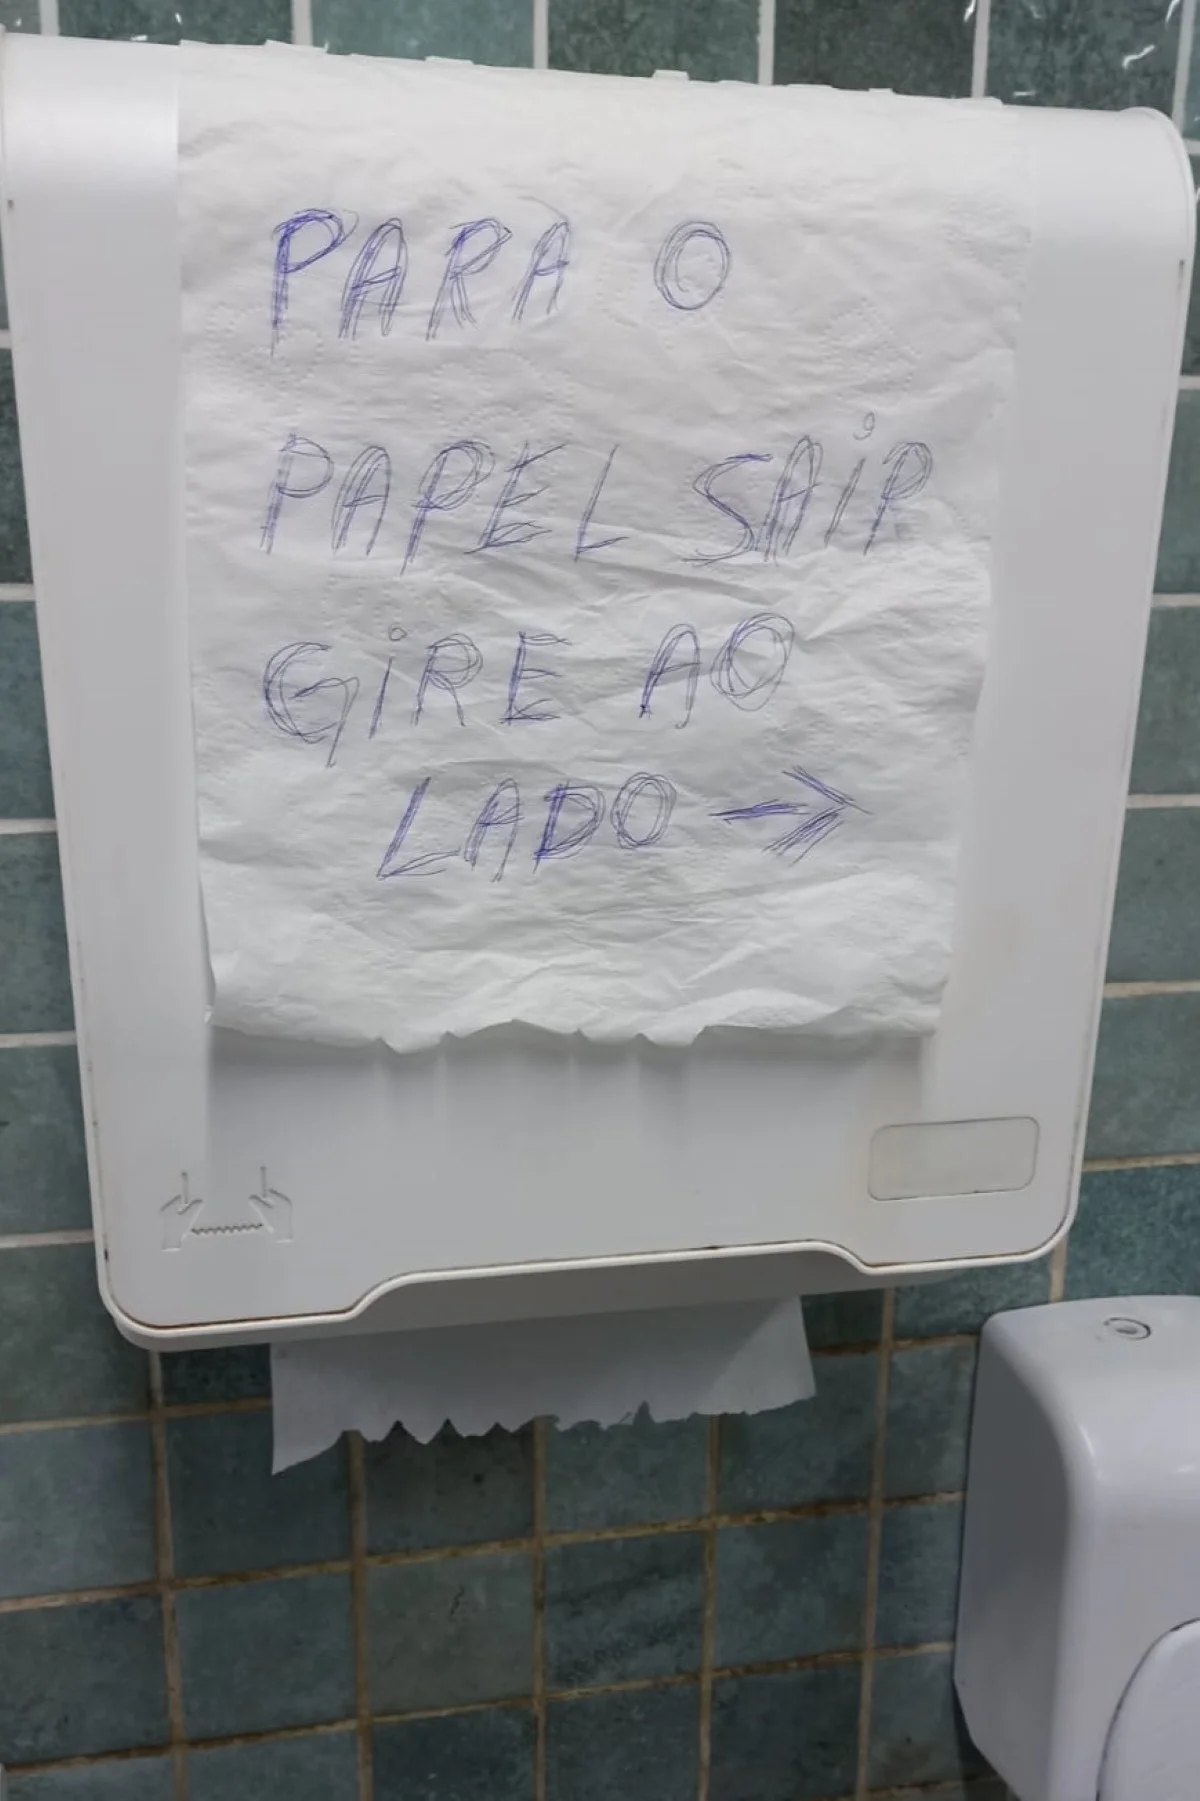 PARA O
PAPEL SAiR
GiRE AO
LADO →